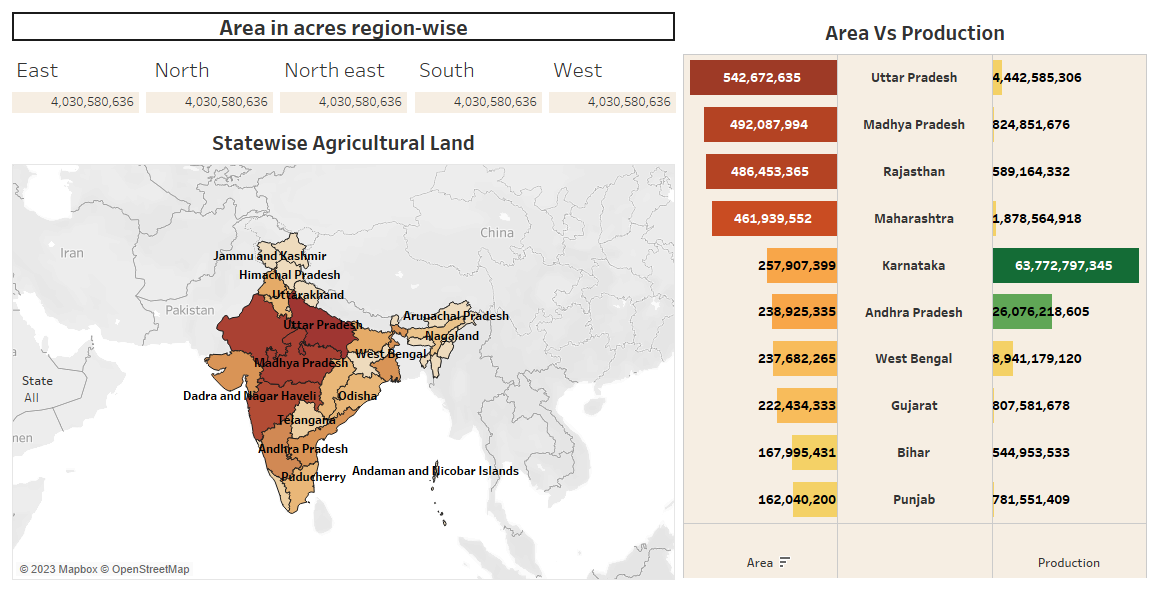 Area in acres region-wise
East North North east South West
4,030,580,636 4,030,580,636 4,030,580,636 4,030,580,636 4,030,580,636
Statewise Agricultural Land
Iran
China
Pakistan
Jammu and Kashmir
Himachal Pradesh
Uttarakhand
Arunachal Pradesh
Uttar Pradesh
Nagaland
West Bengal
Madhya Pradesh
Dadra and Nagar Haveli
Odisha
Telangana
Andhra Pradesh
Andaman and Nicobar Islands
Puducherry
State
All
a
men
© 2023 Mapbox © OpenStreetMap
Area Vs Production
542,672,635 Uttar Pradesh 4,442,585,306
492,087,994 Madhya Pradesh 824,851,676
486,453,365 Rajasthan 589,164,332
461,939,552 Maharashtra 1,878,564,918
257,907,399 Karnataka 63,772,797,345
238,925,335 Andhra Pradesh 26,076,218,605
237,682,265 West Bengal 8,941,179,120
222,434,333 Gujarat 807,581,678
167,995,431 Bihar 544,953,533
162,040,200 Punjab 781,551,409
Area Production